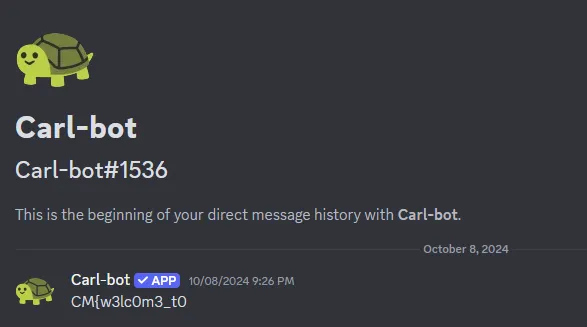 Carl-bot
Carl-bot#1536
This is the beginning of your direct message history with Carl-bot.
October 8, 2024
Carl-bot ✓ APP 10/08/2024 9:26 PM
CM{w3lc0m3_t0